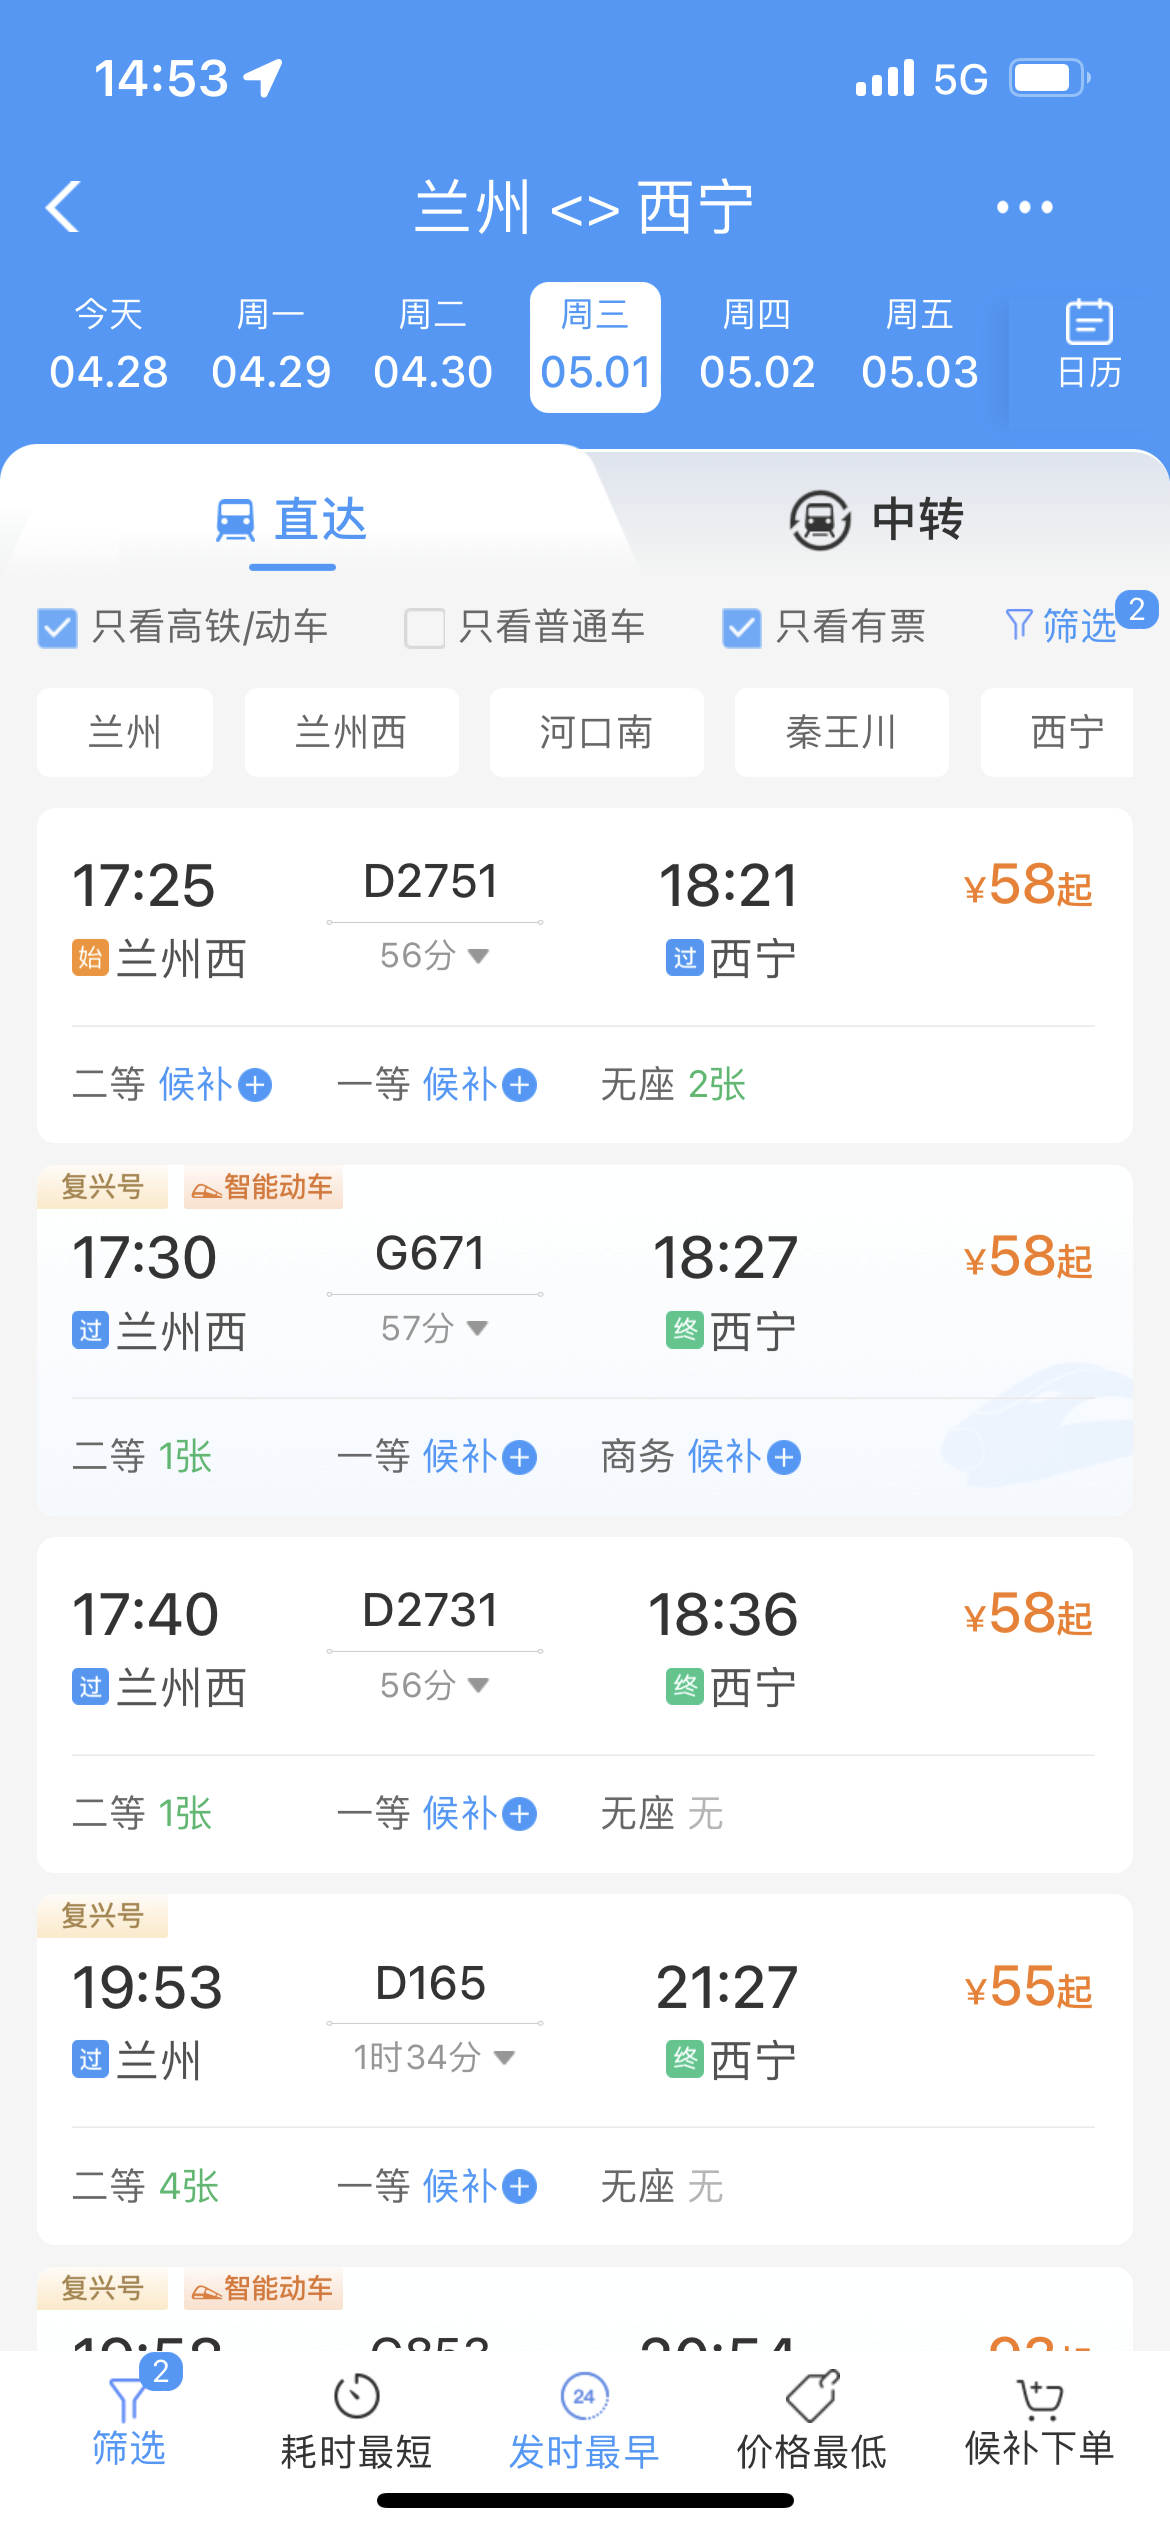 14:53 5G
兰州 <> 西宁
今天 周一 周二 周三 周四 周五
04.28 04.29 04.30 05.01 05.02 05.03 日历
直达 中转
只看高铁/动车 只看普通车 只看有票 筛选 2
兰州 兰州西 河口南 秦王川 西宁
17:25 D2751 18:21 ¥58起
始 兰州西 56分 过 西宁
二等 候补 一等 候补 无座 2张
复兴号 智能动车
17:30 G671 18:27 ¥58起
过 兰州西 57分 终 西宁
二等 1张 一等 候补 商务 候补
17:40 D2731 18:36 ¥58起
过 兰州西 56分 终 西宁
二等 1张 一等 候补 无座 无
复兴号
19:53 D165 21:27 ¥55起
过 兰州 1时34分 终 西宁
二等 4张 一等 候补 无座 无
复兴号 智能动车
2 24
筛选 耗时最短 发时最早 价格最低 候补下单